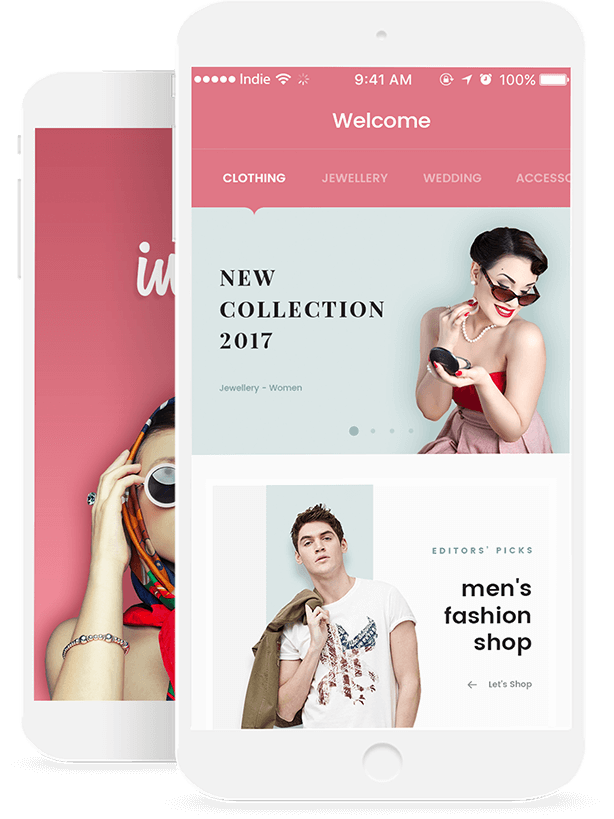 Indie 9:41 AM 100%
Welcome
CLOTHING JEWELLERY WEDDING ACCESSO
NEW
COLLECTION
2017
Jewellery - Women
EDITORS' PICKS
men's
fashion
shop
Let's Shop